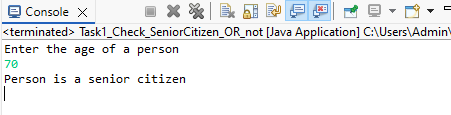 Console
<terminated> Task1_Check_SeniorCitizen_OR_not [Java Application] C:\Users\Admin\
Enter the age of a person
70
Person is a senior citizen